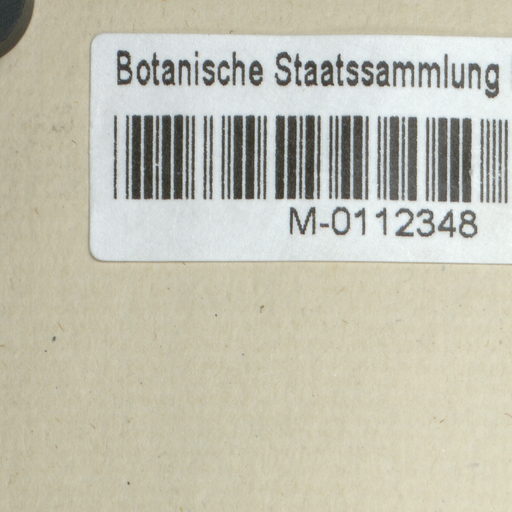 Botanische Staatssammlung
M-0112348